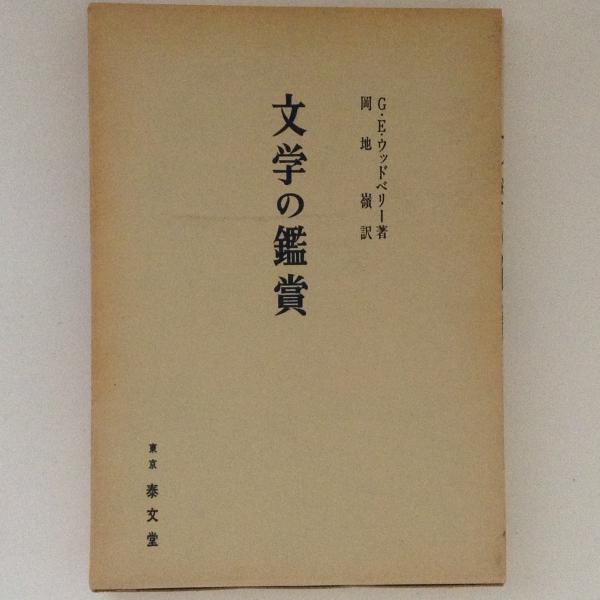 G・E・ウッドベリー著
岡地嶺訳
文学の鑑賞
東京 泰文堂